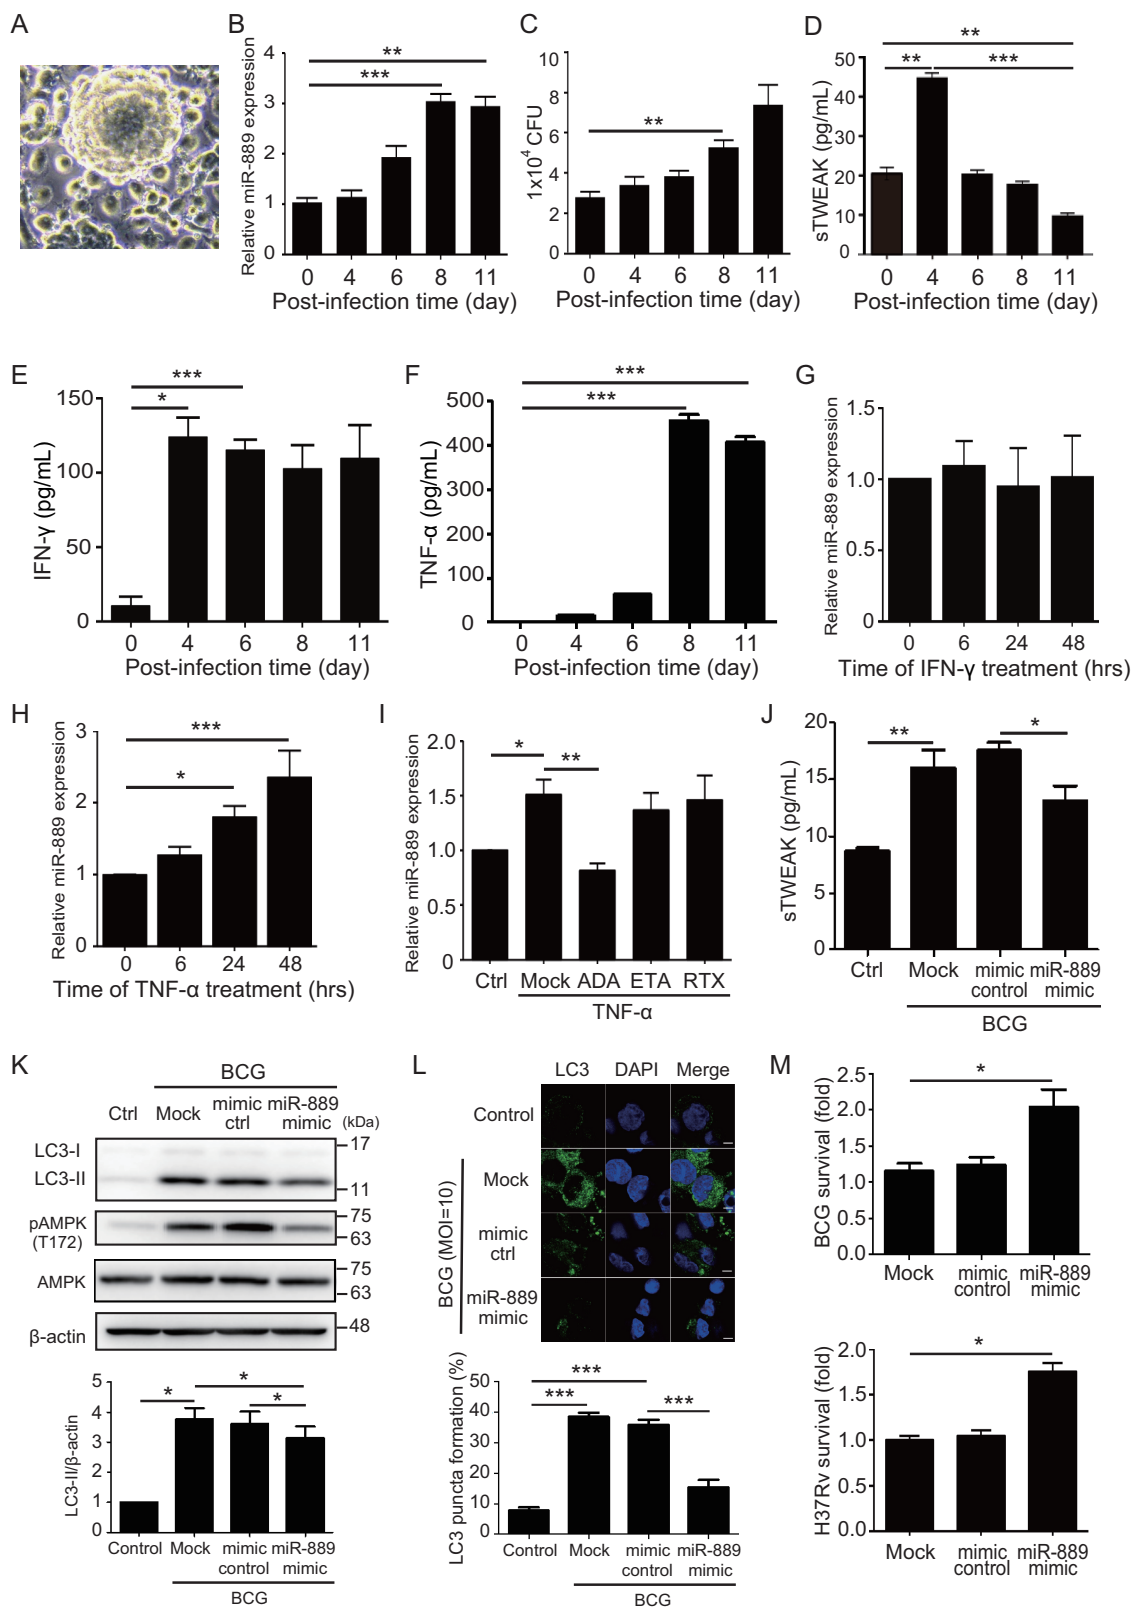 A
B
Relative miR-889 expression
4
3
2
1
0
**
***
0 4 6 8 11
Post-infection time (day)
C
1x10⁴ CFU
10
8
6
4
2
0
**
0 4 6 8 11
Post-infection time (day)
D
sTWEAK (pg/mL)
50
40
30
20
10
0
**
** ***
0 4 6 8 11
Post-infection time (day)
E
IFN-γ (pg/mL)
150
100
50
0
***
*
0 4 6 8 11
Post-infection time (day)
F
TNF-α (pg/mL)
500
400
300
200
100
0
***
***
0 4 6 8 11
Post-infection time (day)
G
Relative miR-889 expression
1.5
1.0
0.5
0
0 6 24 48
Time of IFN-γ treatment (hrs)
H
Relative miR-889 expression
3
2
1
0
***
*
0 6 24 48
Time of TNF-α treatment (hrs)
I
Relative miR-889 expression
2.0
1.5
1.0
0.5
0.0
* **
Ctrl Mock ADA ETA RTX
TNF-α
J
sTWEAK (pg/mL)
20
15
10
5
0
** *
Ctrl Mock mimic control miR-889 mimic
BCG
K
BCG
Ctrl Mock mimic ctrl miR-889 mimic (kDa)
LC3-I
LC3-II
17
11
pAMPK
(T172)
75
63
AMPK
75
63
β-actin
48
LC3-II/β-actin
5
4
3
2
1
0
* * *
Control Mock mimic control miR-889 mimic
BCG
L
LC3 DAPI Merge
Control
BCG (MOI=10)
Mock
mimic
ctrl
miR-889
mimic
LC3 puncta formation (%)
50
40
30
20
10
0
***
*** ***
Control Mock mimic control miR-889 mimic
BCG
M
BCG survival (fold)
2.5
2.0
1.5
1.0
0.5
0.0
*
Mock mimic control miR-889 mimic
H37Rv survival (fold)
2.0
1.5
1.0
0.5
0.0
*
Mock mimic control miR-889 mimic